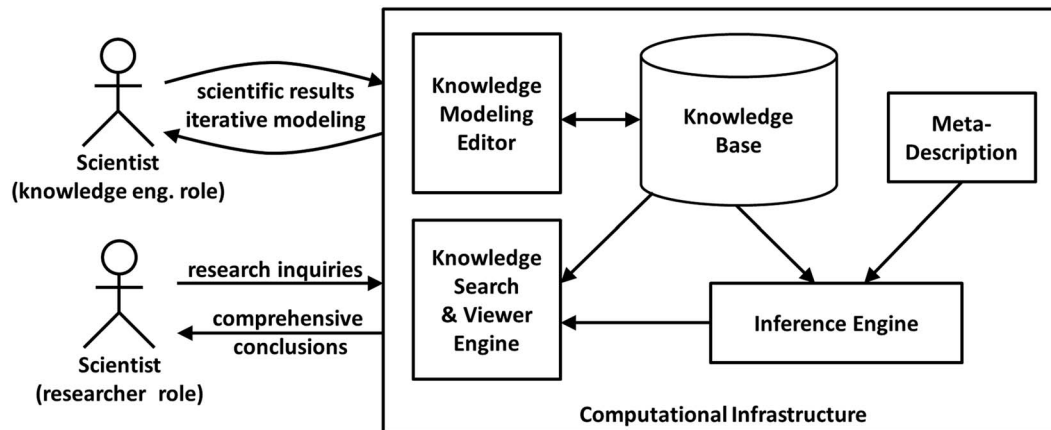 scientific results
iterative modeling
Scientist
(knowledge eng. role)
research inquiries
comprehensive
conclusions
Scientist
(researcher role)
Knowledge
Modeling
Editor
Knowledge
Base
Meta-
Description
Knowledge
Search
& Viewer
Engine
Inference Engine
Computational Infrastructure